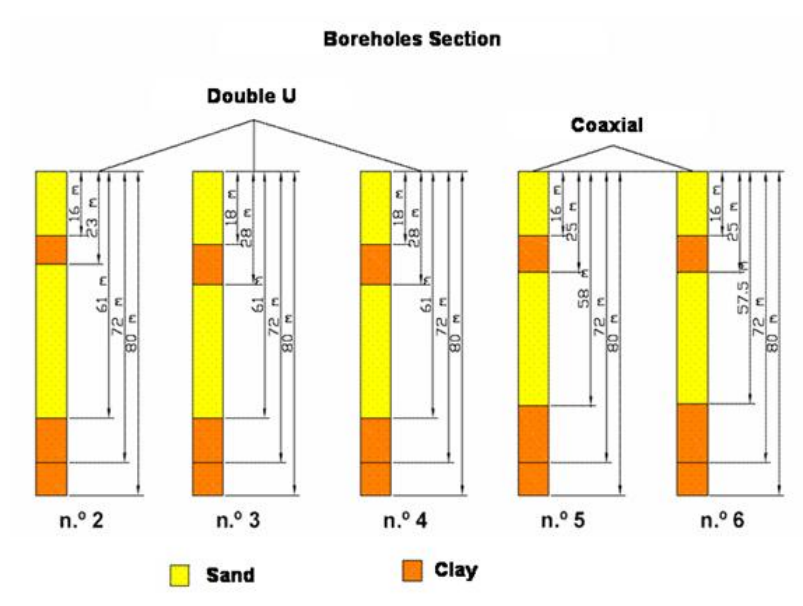 Boreholes Section
Double U
Coaxial
16 m
23 m
61 m
72 m
80 m
18 m
28 m
61 m
72 m
80 m
18 m
28 m
61 m
72 m
80 m
16 m
25 m
58 m
72 m
80 m
16 m
25 m
57.5 m
72 m
80 m
n.º 2
n.º 3
n.º 4
n.º 5
n.º 6
Sand
Clay